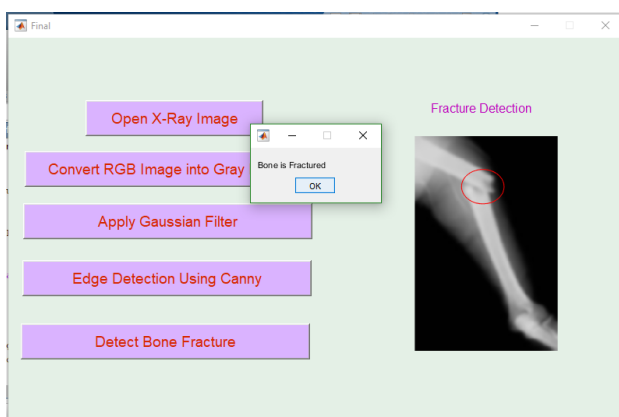 Final
Open X-Ray Image
Fracture Detection
Convert RGB Image into Gray
Bone is Fractured
OK
Apply Gaussian Filter
Edge Detection Using Canny
Detect Bone Fracture